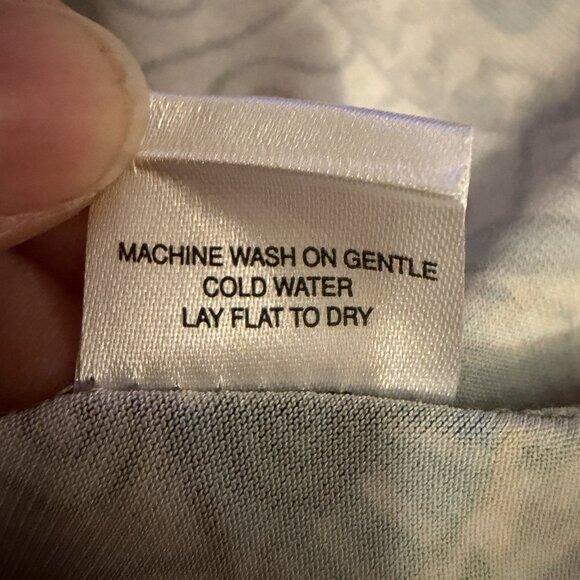 MACHINE WASH ON GENTLE
COLD WATER
LAY FLAT TO DRY